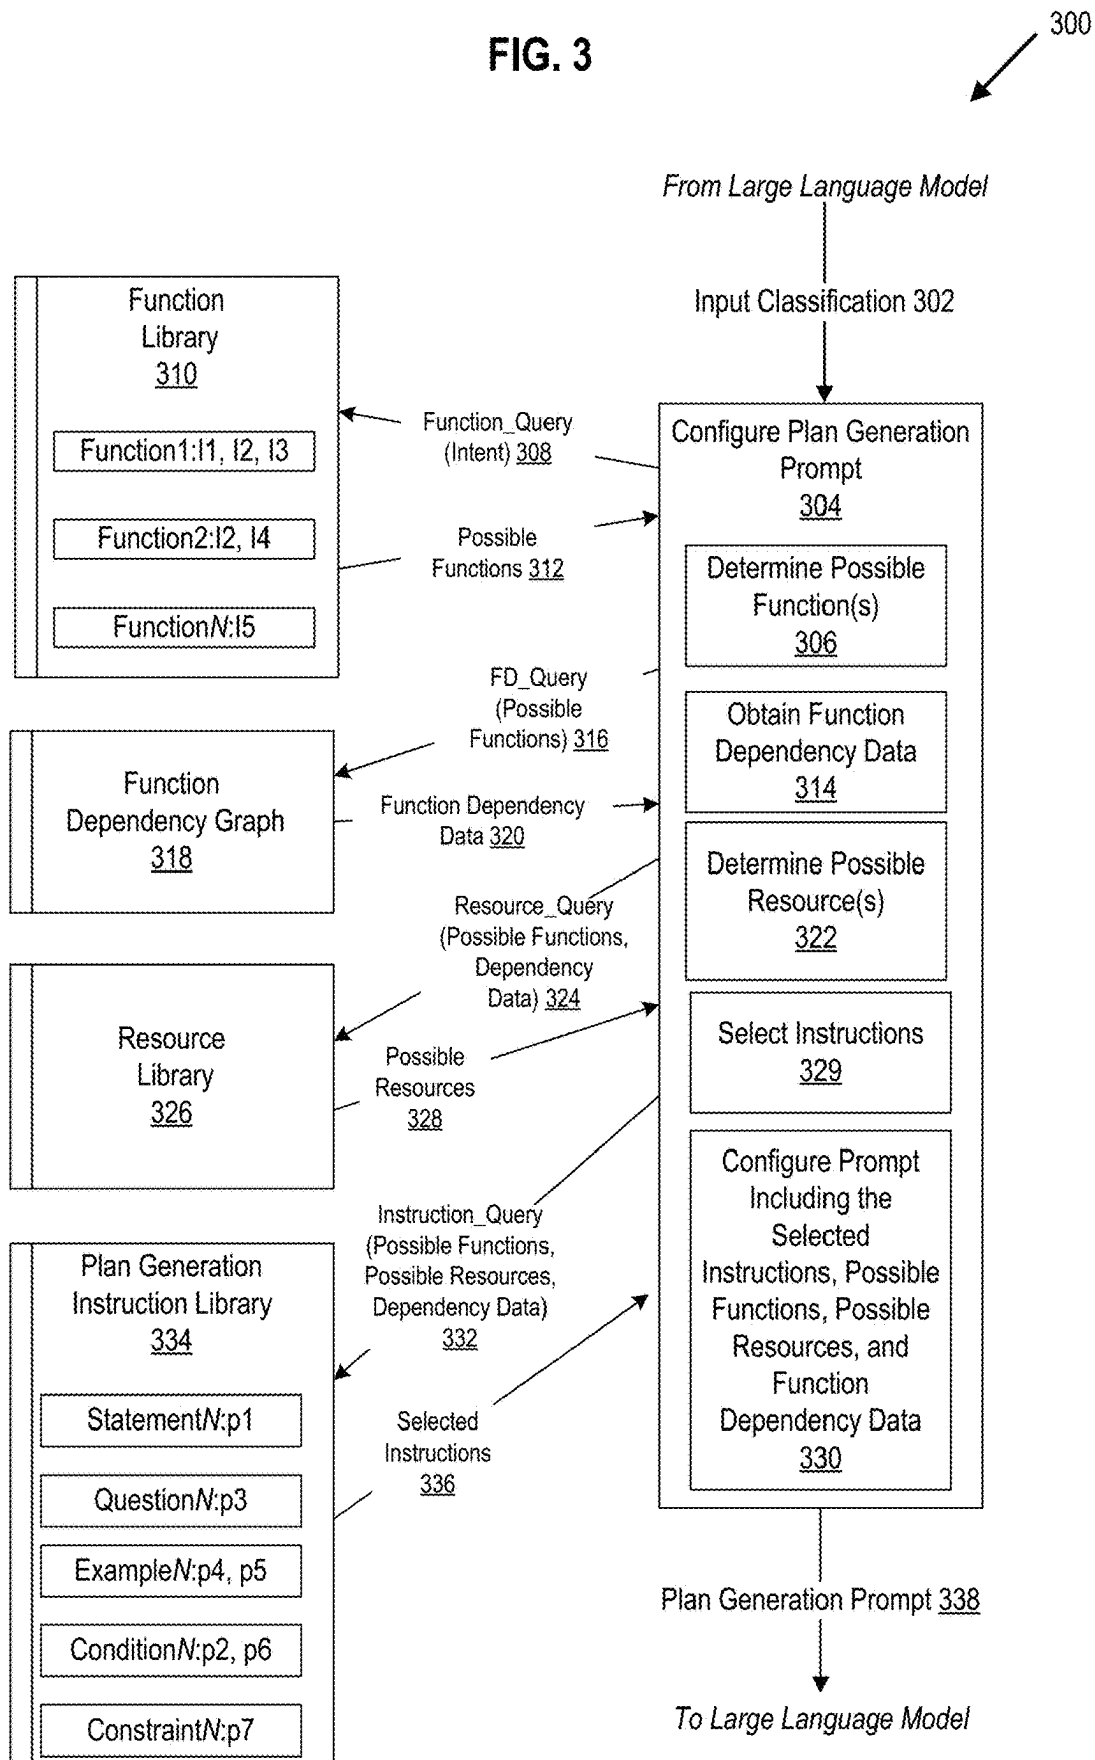 FIG. 3
300
From Large Language Model
Input Classification 302
Function
Library
310
Function1:I1, I2, I3
Function2:I2, I4
FunctionN:I5
Function_Query
(Intent) 308
Possible
Functions 312
Configure Plan Generation
Prompt
304
Determine Possible
Function(s)
306
FD_Query
(Possible
Functions) 316
Obtain Function
Dependency Data
314
Function
Dependency Graph
318
Function Dependency
Data 320
Determine Possible
Resource(s)
322
Resource_Query
(Possible Functions,
Dependency
Data) 324
Resource
Library
326
Possible
Resources
328
Select Instructions
329
Instruction_Query
(Possible Functions,
Possible Resources,
Dependency Data)
332
Configure Prompt
Including the
Selected
Instructions, Possible
Functions, Possible
Resources, and
Function
Dependency Data
330
Plan Generation
Instruction Library
334
StatementN:p1
QuestionN:p3
ExampleN:p4, p5
ConditionN:p2, p6
ConstraintN:p7
Selected
Instructions
336
Plan Generation Prompt 338
To Large Language Model